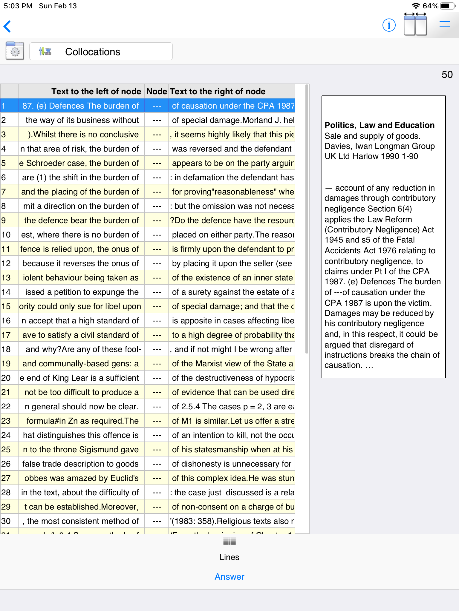 5:03 PM Sun Feb 13 64%
Collocations
50
Text to the left of node Node Text to the right of node
1 87. (e) Defences The burden of --- of causation under the CPA 1987
2 the way of its business without --- of special damage.Morland J. hel
3 ).Whilst there is no conclusive --- , it seems highly likely that this pie
4 n that area of risk, the burden of --- was reversed and the defendant
5 e Schroeder case, the burden of --- appears to be on the party arguin
6 are (1) the shift in the burden of --- : in defamation the defendant has
7 and the placing of the burden of --- for proving"reasonableness" whe
8 mit a direction on the burden of --- : but the omission was not necess
9 the defence bear the burden of --- ?Do the defence have the resourc
10 est, where there is no burden of --- placed on either party.The reason
11 fence is relied upon, the onus of --- is firmly upon the defendant to pr
12 because it reverses the onus of --- by placing it upon the seller (see
13 iolent behaviour being taken as --- of the existence of an inner state
14 issed a petition to expunge the --- of a surety against the estate of a
15 ority could only sue for libel upon --- of special damage; and that the c
16 n accept that a high standard of --- is apposite in cases affecting libe
17 ave to satisfy a civil standard of --- to a high degree of probability tha
18 and why?Are any of these fool- --- , and if not might I be wrong after
19 and communally-based gens: a --- of the Marxist view of the State a
20 e end of King Lear is a sufficient --- of the destructiveness of hypocris
21 not be too difficult to produce a --- of evidence that can be used dire
22 n general should now be clear. --- of 2.5.4 The cases p = 2, 3 are ea
23 formula#in Zn as required.The --- of M1 is similar.Let us offer a stre
24 hat distinguishes this offence is --- of an intention to kill, not the occu
25 n to the throne Sigismund gave --- of his statesmanship when at his
26 false trade description to goods --- of dishonesty is unnecessary for
27 obbes was amazed by Euclid's --- of this complex idea.He was stun
28 in the text, about the difficulty of --- : the case just discussed is a rela
29 t can be established.Moreover, --- of non-consent on a charge of bu
30 , the most consistent method of --- '(1983: 358).Religious texts also r
Politics, Law and Education
Sale and supply of goods.
Davies, Iwan Longman Group
UK Ltd Harlow 1990 1-90
— account of any reduction in
damages through contributory
negligence Section 6(4)
applies the Law Reform
(Contributory Negligence) Act
1945 and s5 of the Fatal
Accidents Act 1976 relating to
contributory negligence, to
claims under Pt I of the CPA
1987. (e) Defences The burden
of ---of causation under the
CPA 1987 is upon the victim.
Damages may be reduced by
his contributory negligence
and, in this respect, it could be
argued that disregard of
instructions breaks the chain of
causation. …
Lines
Answer